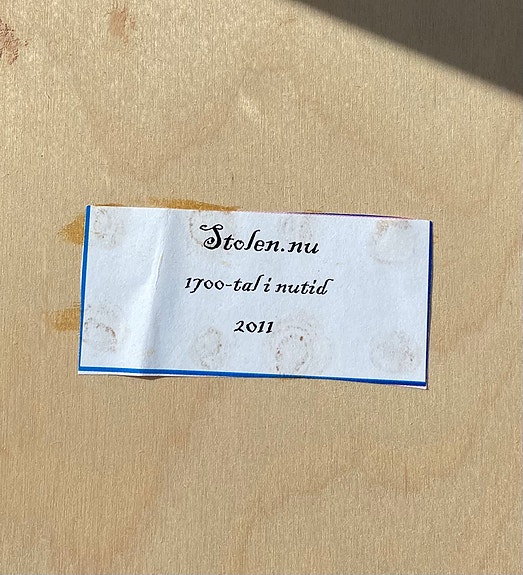 Stolen.nu
1700-tal i nutid
2011